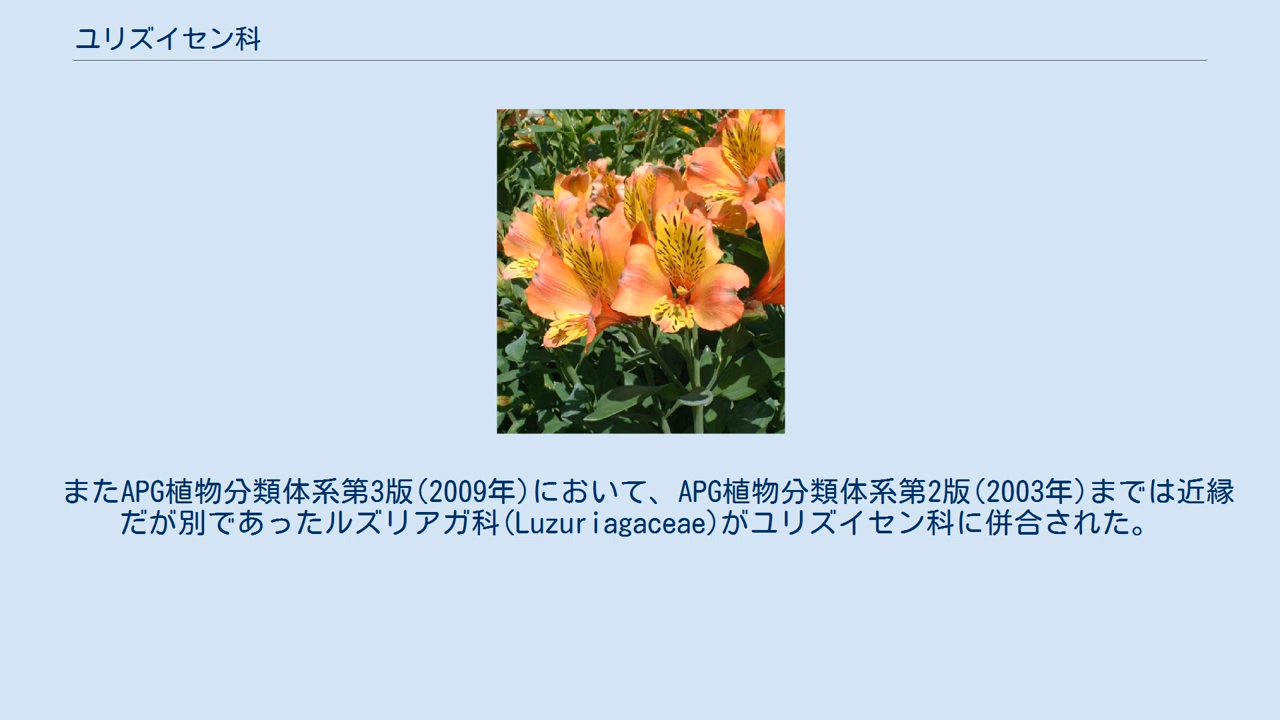 ユリズイセン科
またAPG植物分類体系第3版(2009年)において、APG植物分類体系第2版(2003年)までは近縁
だが別であったルズリアガ科(Luzuriagaceae)がユリズイセン科に併合された。